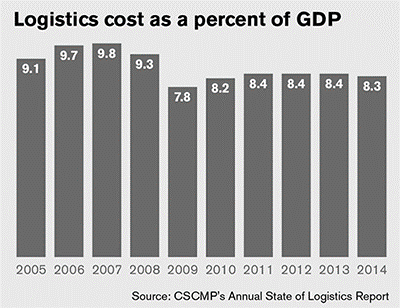 Logistics cost as a percent of GDP
9.1 9.7 9.8 9.3 7.8 8.2 8.4 8.4 8.4 8.3
2005 2006 2007 2008 2009 2010 2011 2012 2013 2014
Source: CSCMP's Annual State of Logistics Report